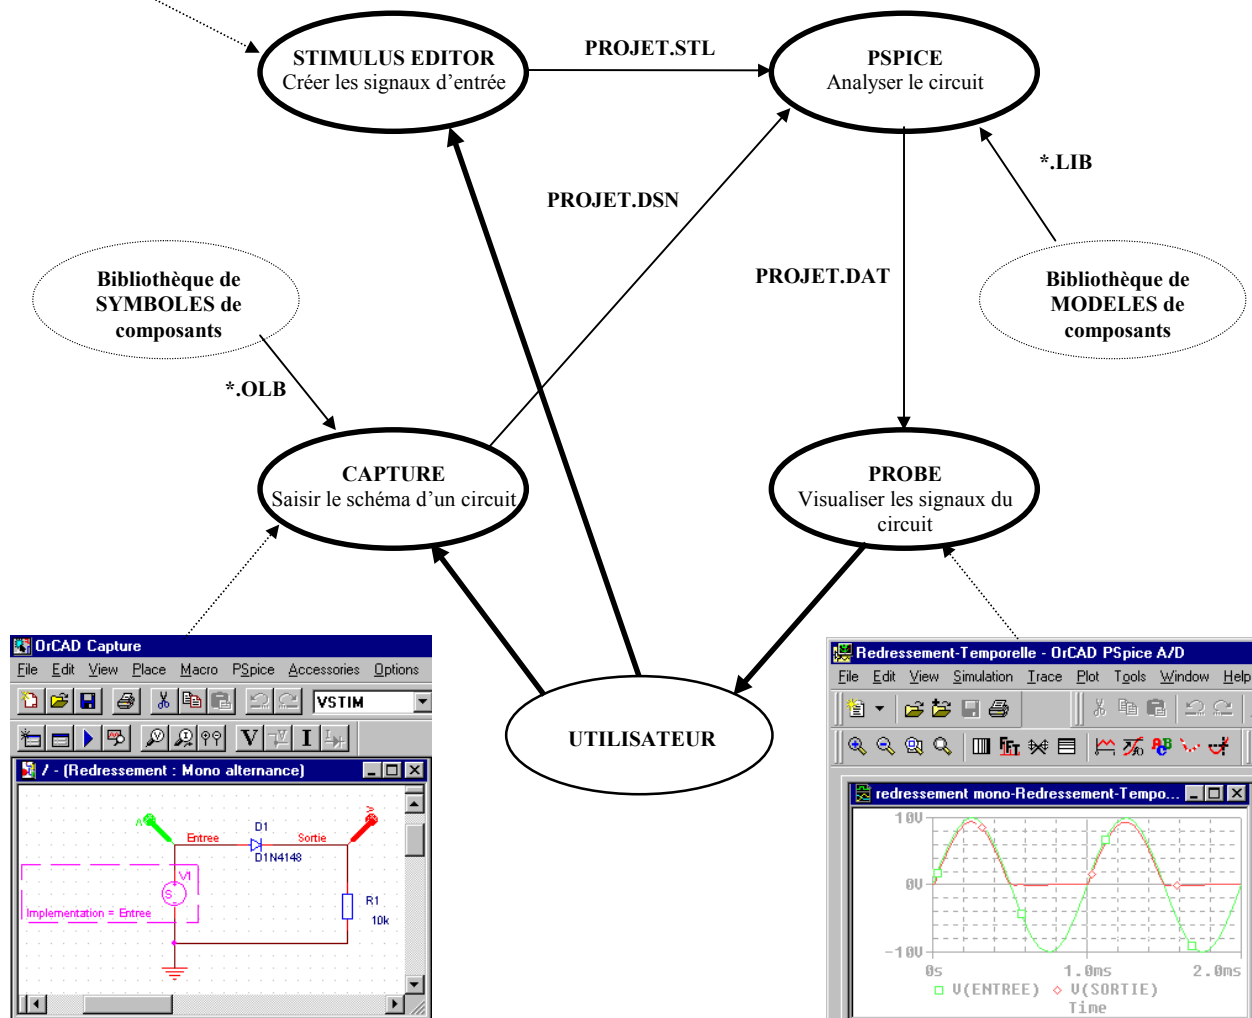 STIMULUS EDITOR
Créer les signaux d’entrée
PROJET.STL
PSPICE
Analyser le circuit
*.LIB
PROJET.DSN
Bibliothèque de
SYMBOLES de
composants
PROJET.DAT
Bibliothèque de
MODELES de
composants
*.OLB
CAPTURE
Saisir le schéma d’un circuit
PROBE
Visualiser les signaux du
circuit
UTILISATEUR
OrCAD Capture
File Edit View Place Macro PSpice Accessories Options
VSTIM
V V I I
/ - (Redressement : Mono alternance)
A
V
D1
Entree
Sortie
D1N4148
V1
S
Implementation = Entree
R1
10k
Redressement-Temporelle - OrCAD PSpice A/D
File Edit View Simulation Trace Plot Tools Window Help
FFT
ABC
redressement mono-Redressement-Tempo...
10V
0V
-10V
0s 1.0ms 2.0ms
V(ENTREE) V(SORTIE)
Time